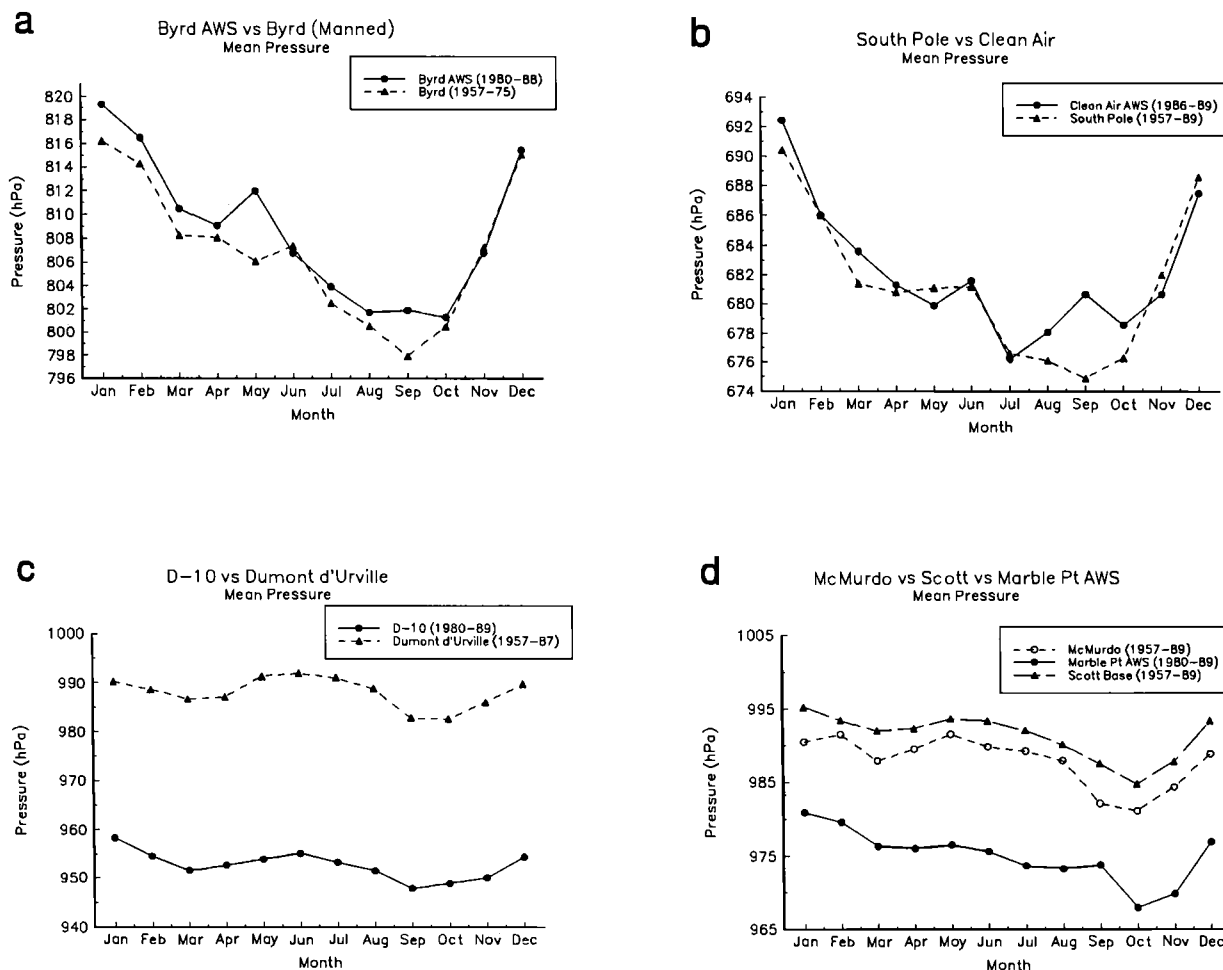 a
Byrd AWS vs Byrd (Manned)
Mean Pressure
Byrd AWS (1980-88)
Byrd (1957-75)
Pressure (hPa)
820
818
816
814
812
810
808
806
804
802
800
798
796
Jan Feb Mar Apr May Jun Jul Aug Sep Oct Nov Dec
Month
b
South Pole vs Clean Air
Mean Pressure
Clean Air AWS (1986-89)
South Pole (1957-89)
Pressure (hPa)
694
692
690
688
686
684
682
680
678
676
674
Jan Feb Mar Apr May Jun Jul Aug Sep Oct Nov Dec
Month
c
D-10 vs Dumont d'Urville
Mean Pressure
D-10 (1980-89)
Dumont d'Urville (1957-87)
Pressure (hPa)
1000
990
980
960
950
940
Jan Feb Mar Apr May Jun Jul Aug Sep Oct Nov Dec
Month
d
McMurdo vs Scott vs Marble Pt AWS
Mean Pressure
McMurdo (1957-89)
Marble Pt AWS (1980-89)
Scott Base (1957-89)
Pressure (hPa)
1005
995
985
975
965
Jan Feb Mar Apr May Jun Jul Aug Sep Oct Nov Dec
Month